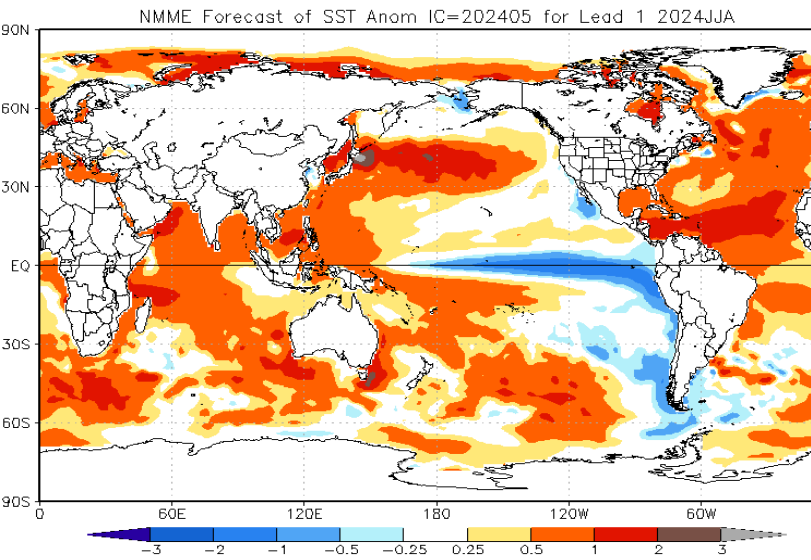 NMME Forecast of SST Anom IC=202405 for Lead 1 2024JJA
90N
60N
30N
EQ
30S
60S
90S
0 60E 120E 180 120W 60W
-3 -2 -1 -0.5 -0.25 0.25 0.5 1 2 3